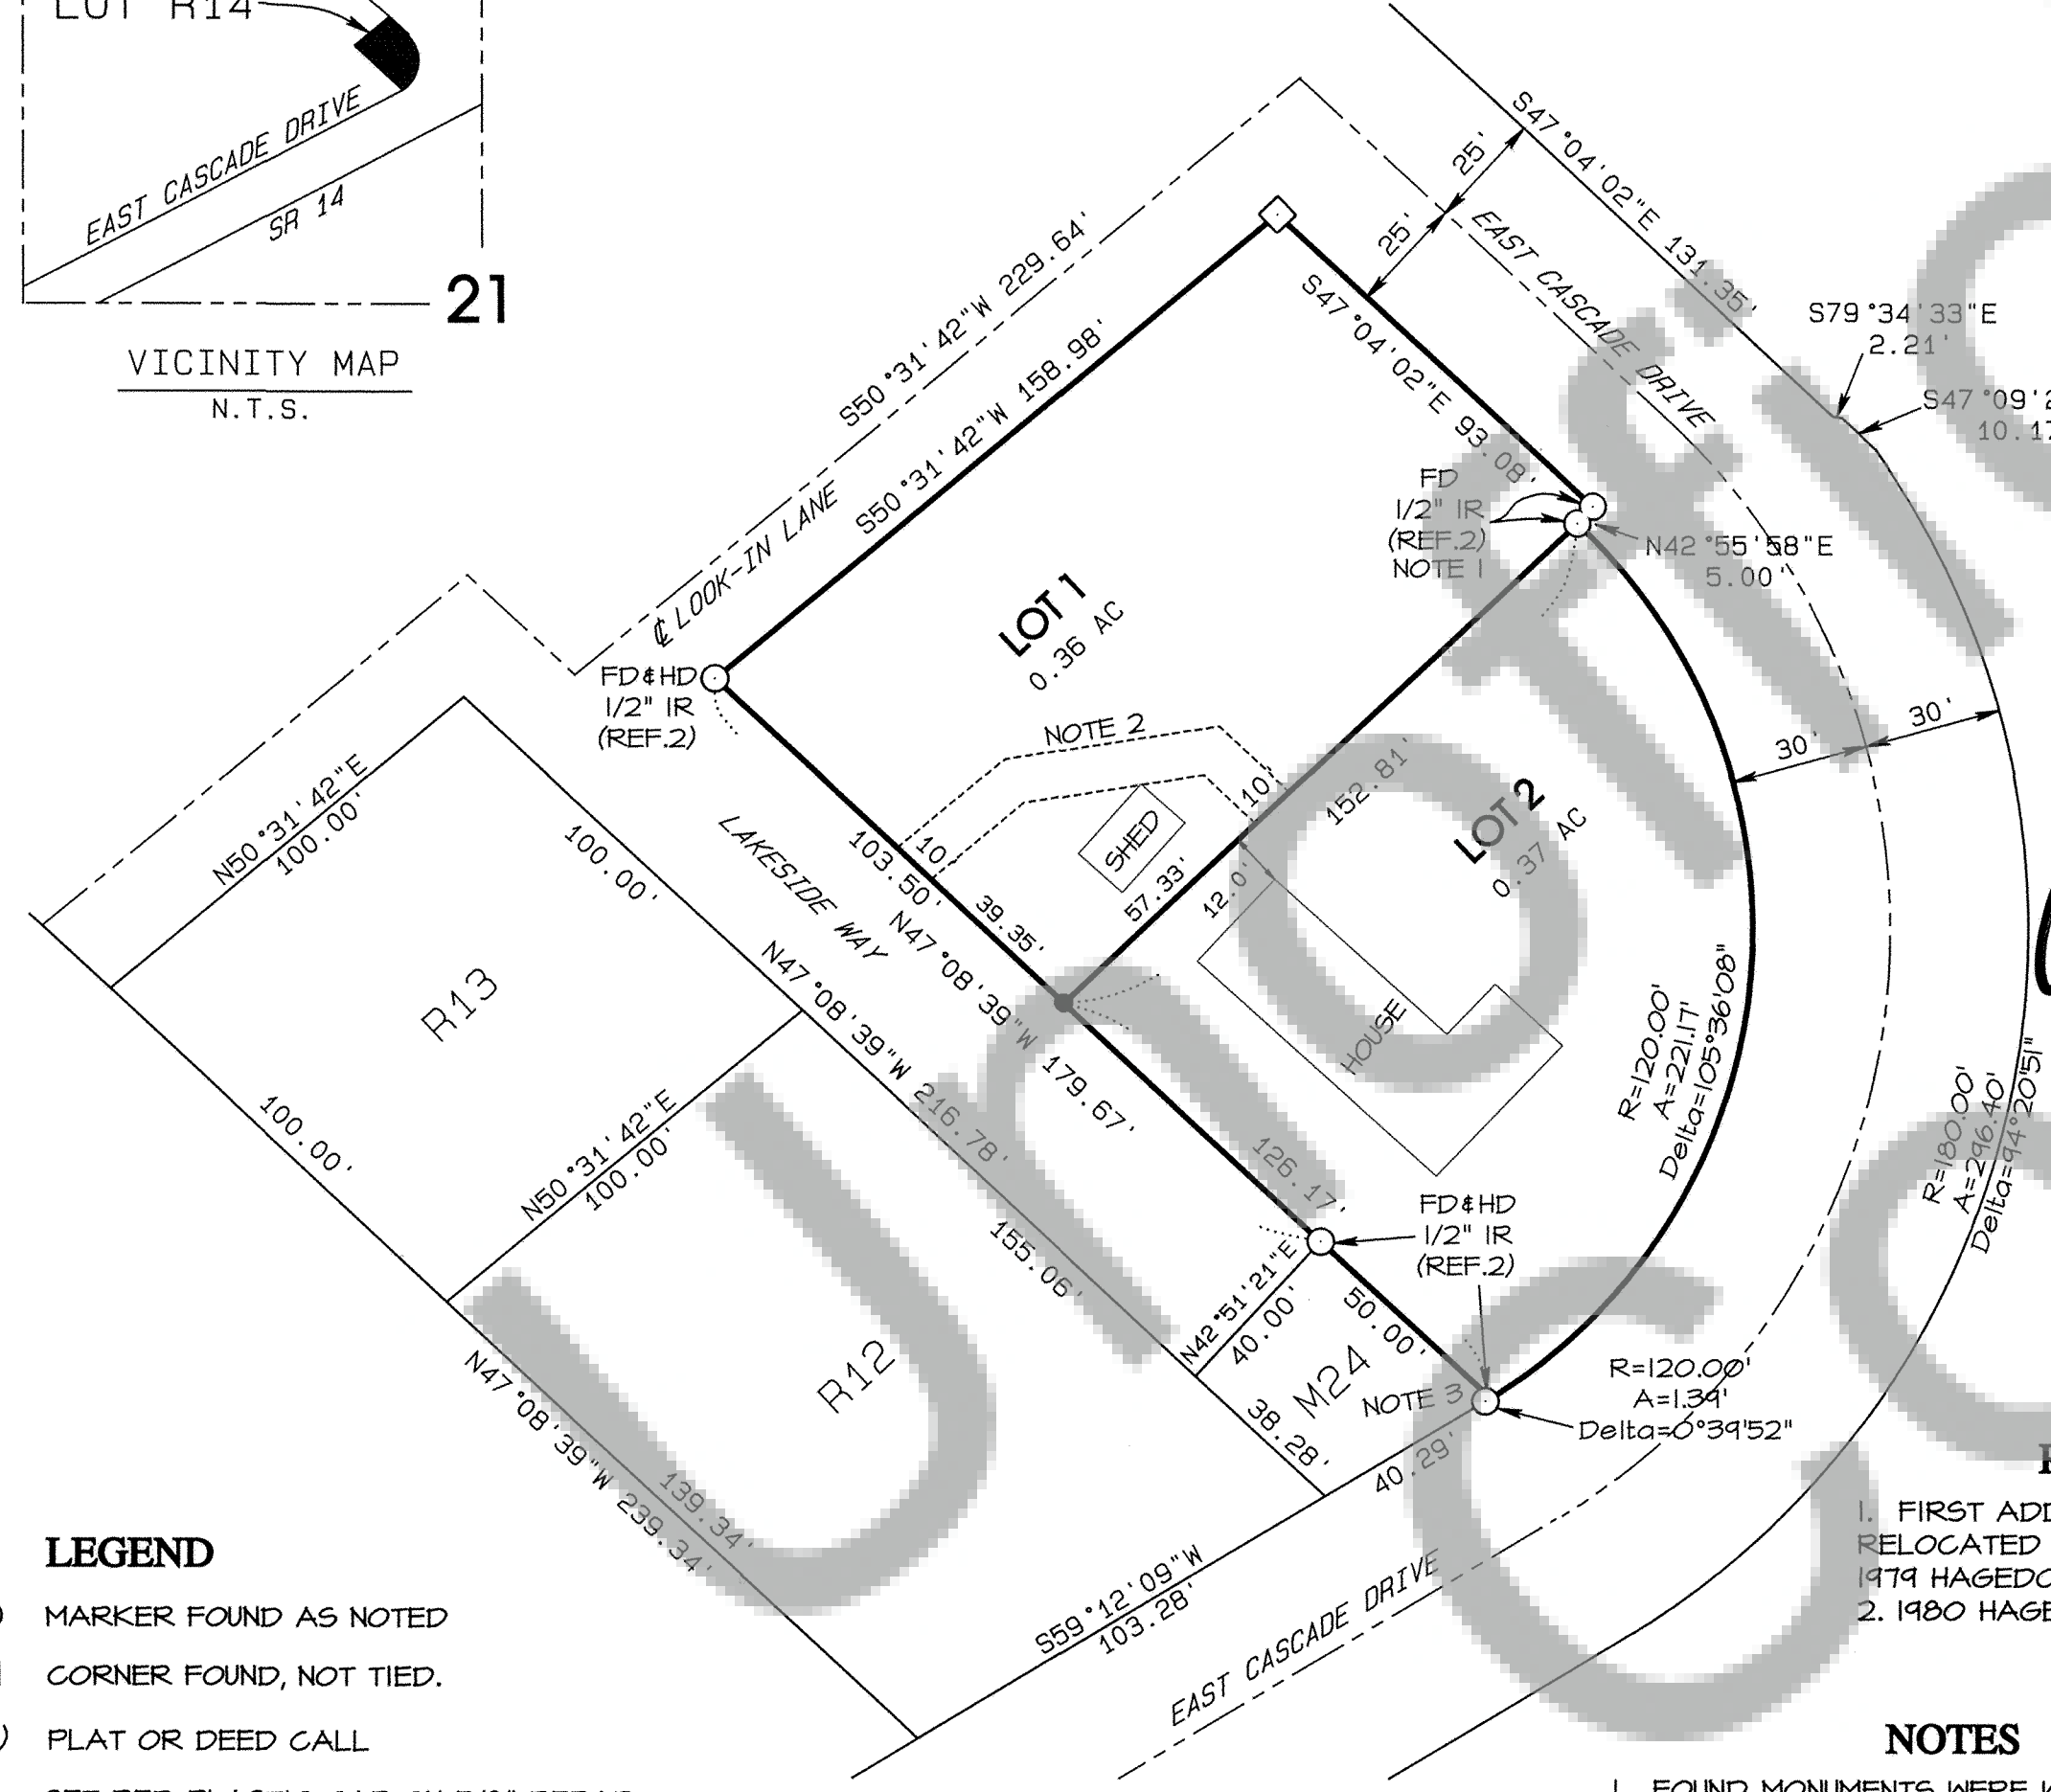 LOT R14
EAST CASCADE DRIVE
SR 14
21
VICINITY MAP
N.T.S.
S47°04'02"E 131.35'
25'
25'
EAST CASCADE DRIVE
S79°34'33"E
2.21'
S50°31'42"W 229.64'
S50°31'42"W 158.98'
S47°04'02"E 93.08'
FD
1/2" IR
(REF.2)
NOTE 1
N42°55'58"E
5.00'
℄ LOOK-IN LANE
LOT 1
0.36 AC
FD&HD
1/2" IR
(REF.2)
NOTE 2
30'
30'
10'
152.81'
LOT 2
0.37 AC
SHED
N50°31'42"E
100.00'
100.00'
LAKESIDE WAY
103.50'
10'
39.35'
57.33'
12.0'
N47°08'39"W 179.67'
N47°08'39"W 216.78'
R13
HOUSE
R=120.00'
A=221.17'
Delta=105°36'08"
R=180.00'
A=296.40'
Delta=94°20'51"
100.00'
N50°31'42"E
100.00'
126.17'
155.06'
FD&HD
1/2" IR
(REF.2)
N42°51'21"E
40.00'
50.00'
R12
M24
NOTE 3
38.28'
40.29'
R=120.00'
A=1.39'
Delta=0°39'52"
N47°08'39"W 239.34'
139.34'
S59°12'09"W
103.28'
EAST CASCADE DRIVE
LEGEND
MARKER FOUND AS NOTED
CORNER FOUND, NOT TIED.
PLAT OR DEED CALL
1. FIRST
RELOCATED
1979
2. 1980
NOTES
1. FOUND MONUMENTS WERE